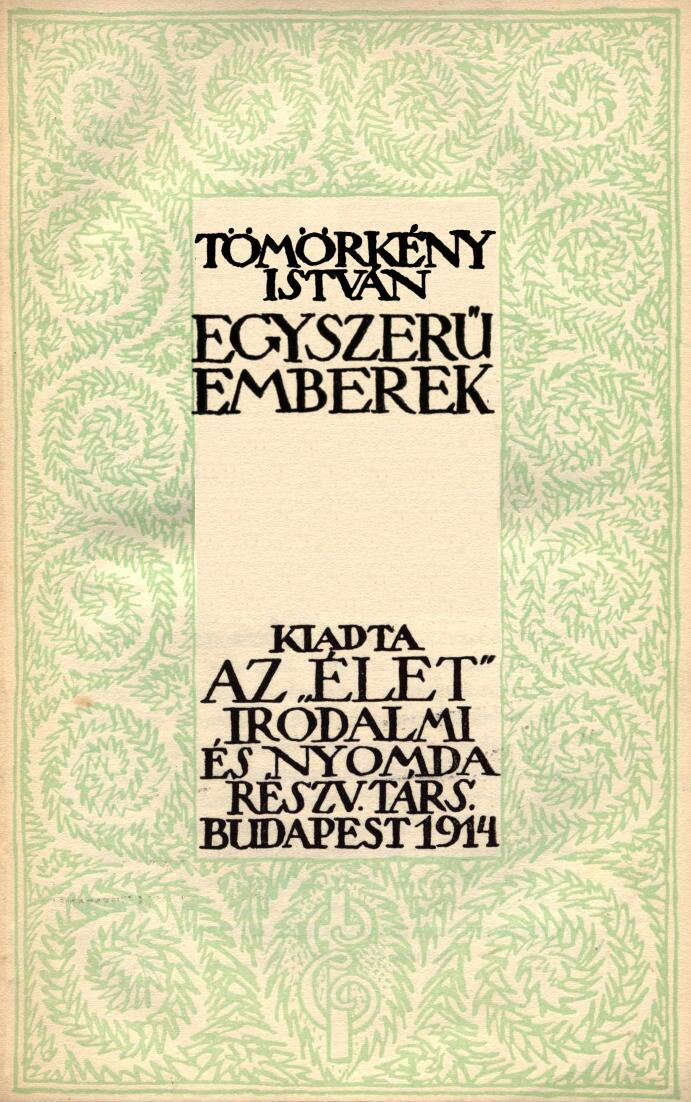 TÖMÖRKÉNY
ISTVÁN
EGYSZERŰ
EMBEREK
KIADTA
AZ „ÉLET”
IRODALMI
ÉS NYOMDA
RÉSZV. TÁRS.
BUDAPEST 1914